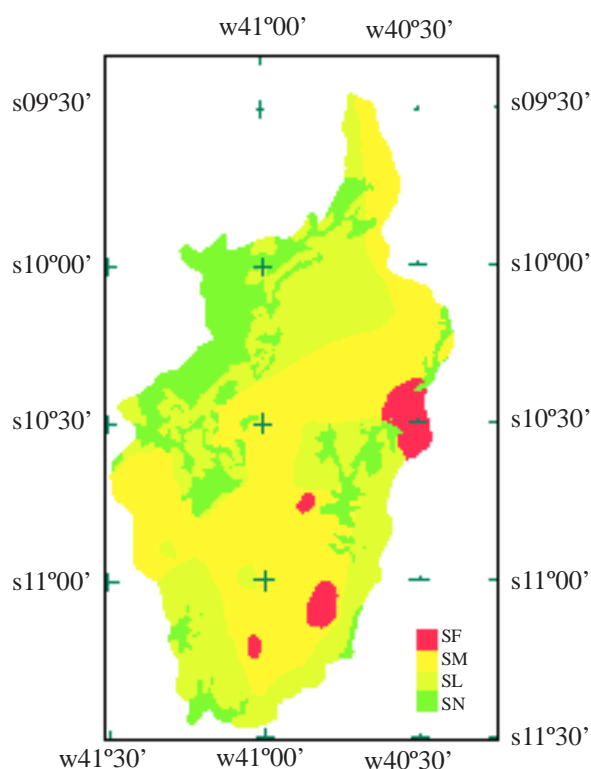 w41º00’ w40º30’
s09º30’ s09º30’
s10º00’ s10º00’
s10º30’ s10º30’
s11º00’ s11º00’
SF
SM
SL
SN
s11º30’
w41º30’ w41º00’ w40º30’